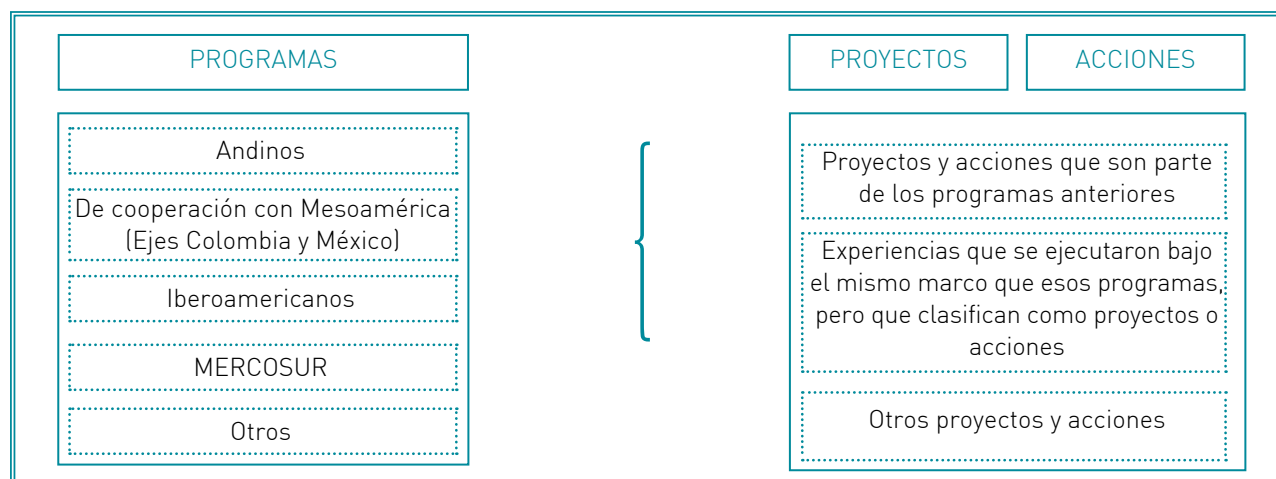 PROGRAMAS
Andinos
De cooperación con Mesoamérica
(Ejes Colombia y México)
Iberoamericanos
MERCOSUR
Otros
PROYECTOS
ACCIONES
Proyectos y acciones que son parte
de los programas anteriores
Experiencias que se ejecutaron bajo
el mismo marco que esos programas,
pero que clasifican como proyectos o
acciones
Otros proyectos y acciones